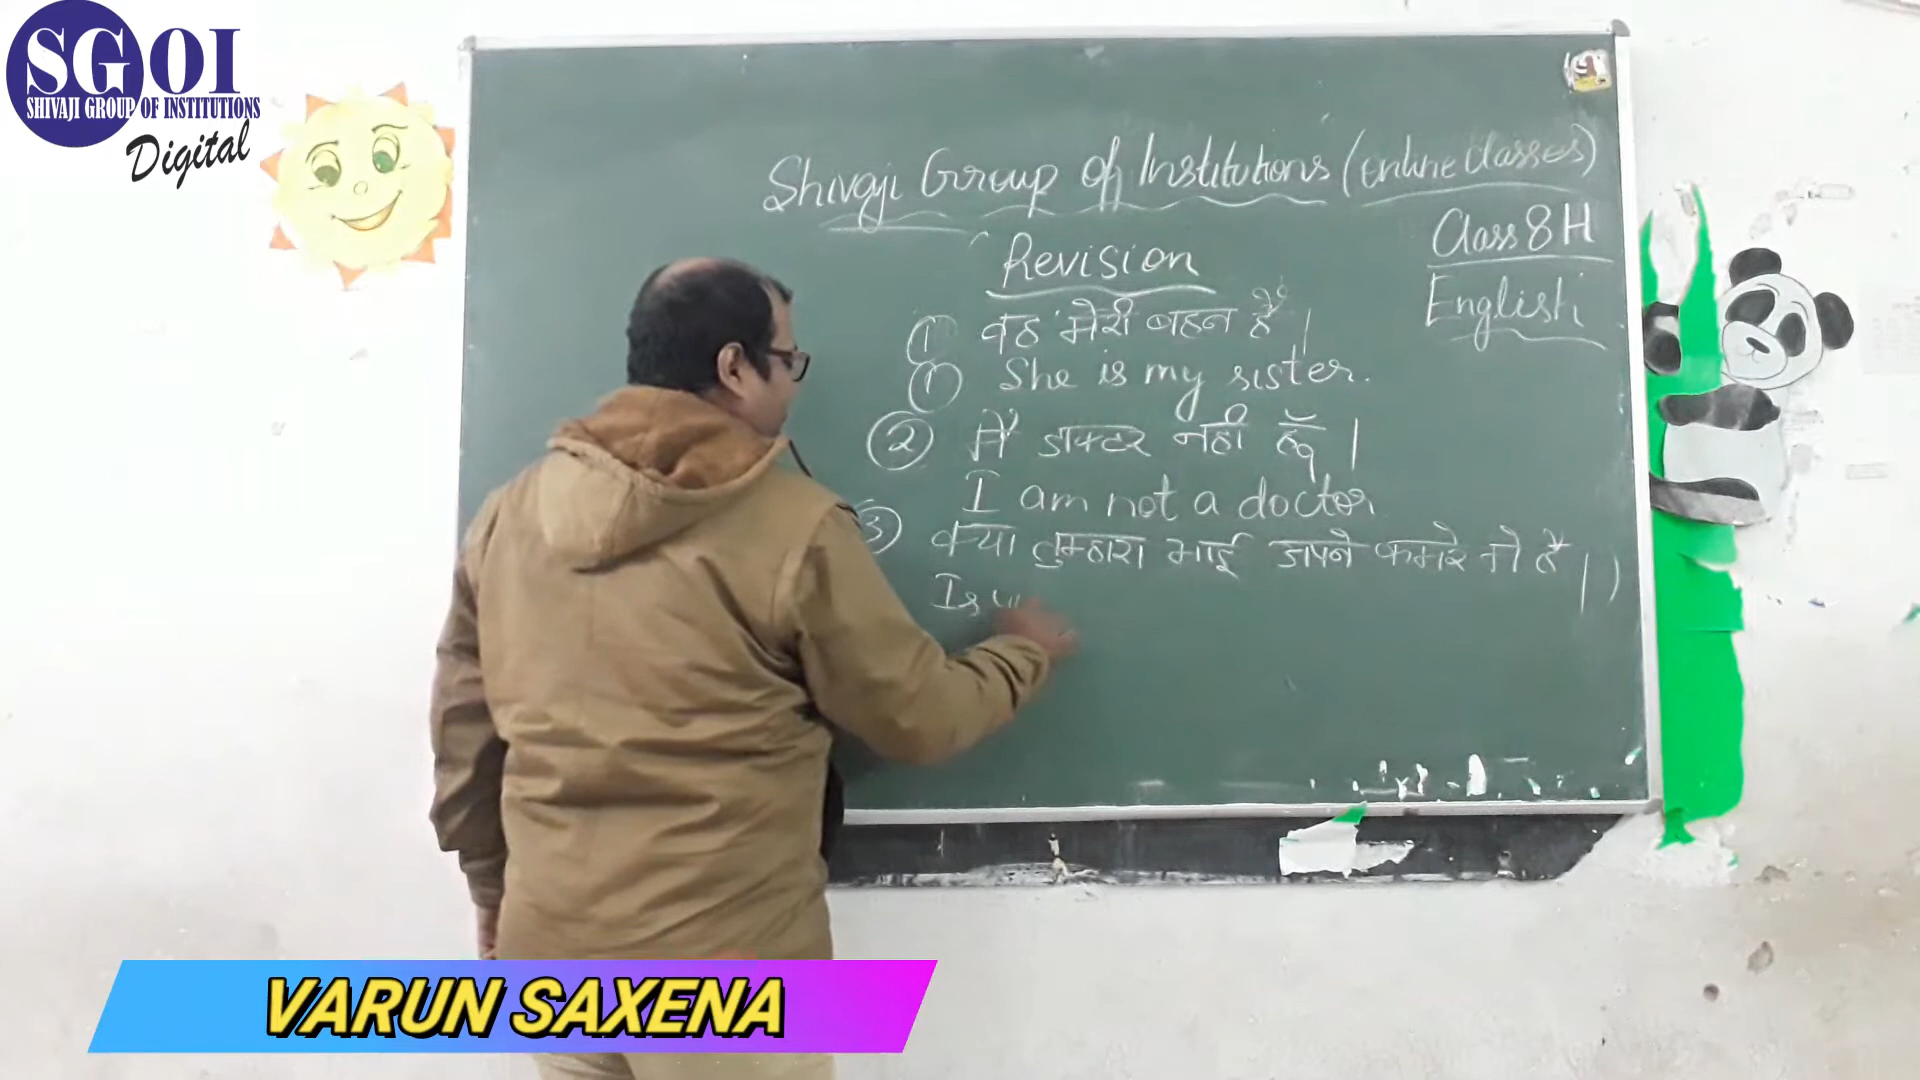 SGOI
SHIVAJI GROUP OF INSTITUTIONS
Digital
Shivaji Group Of Institutions (Online Classes)
Class 8 H
English
Revision
① वह मेरी बहन है।
① She is my sister.
② मैं डाक्टर नहीं हूँ।
I am not a doctor
③ क्या तुम्हारा भाई अपने कमरे में है।
Is
VARUN SAXENA